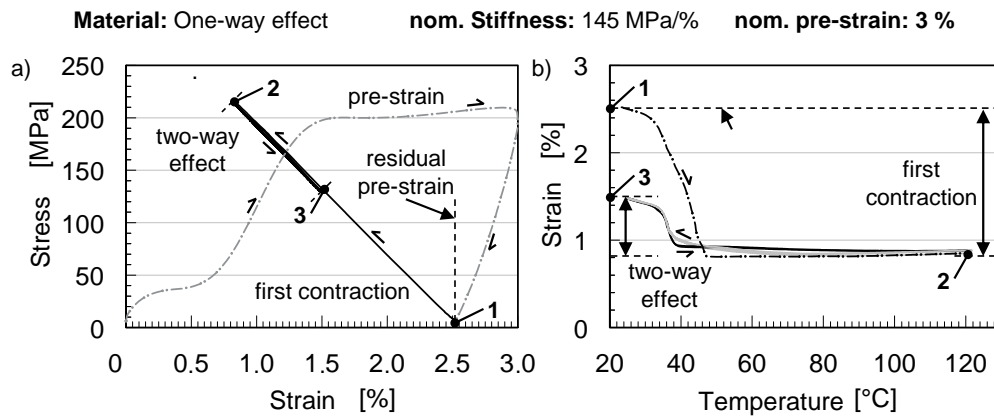 Material: One-way effect nom. Stiffness: 145 MPa/% nom. pre-strain: 3 %
a)
250
200
150
100
50
0
Stress [MPa]
2
pre-strain
two-way
effect
residual
pre-strain
3
first contraction
1
0 0.5 1.0 1.5 2.0 2.5 3.0
Strain [%]
b)
3
2
1
0
Strain [%]
1
3
first
contraction
two-way
effect
2
20 40 60 80 100 120
Temperature [°C]